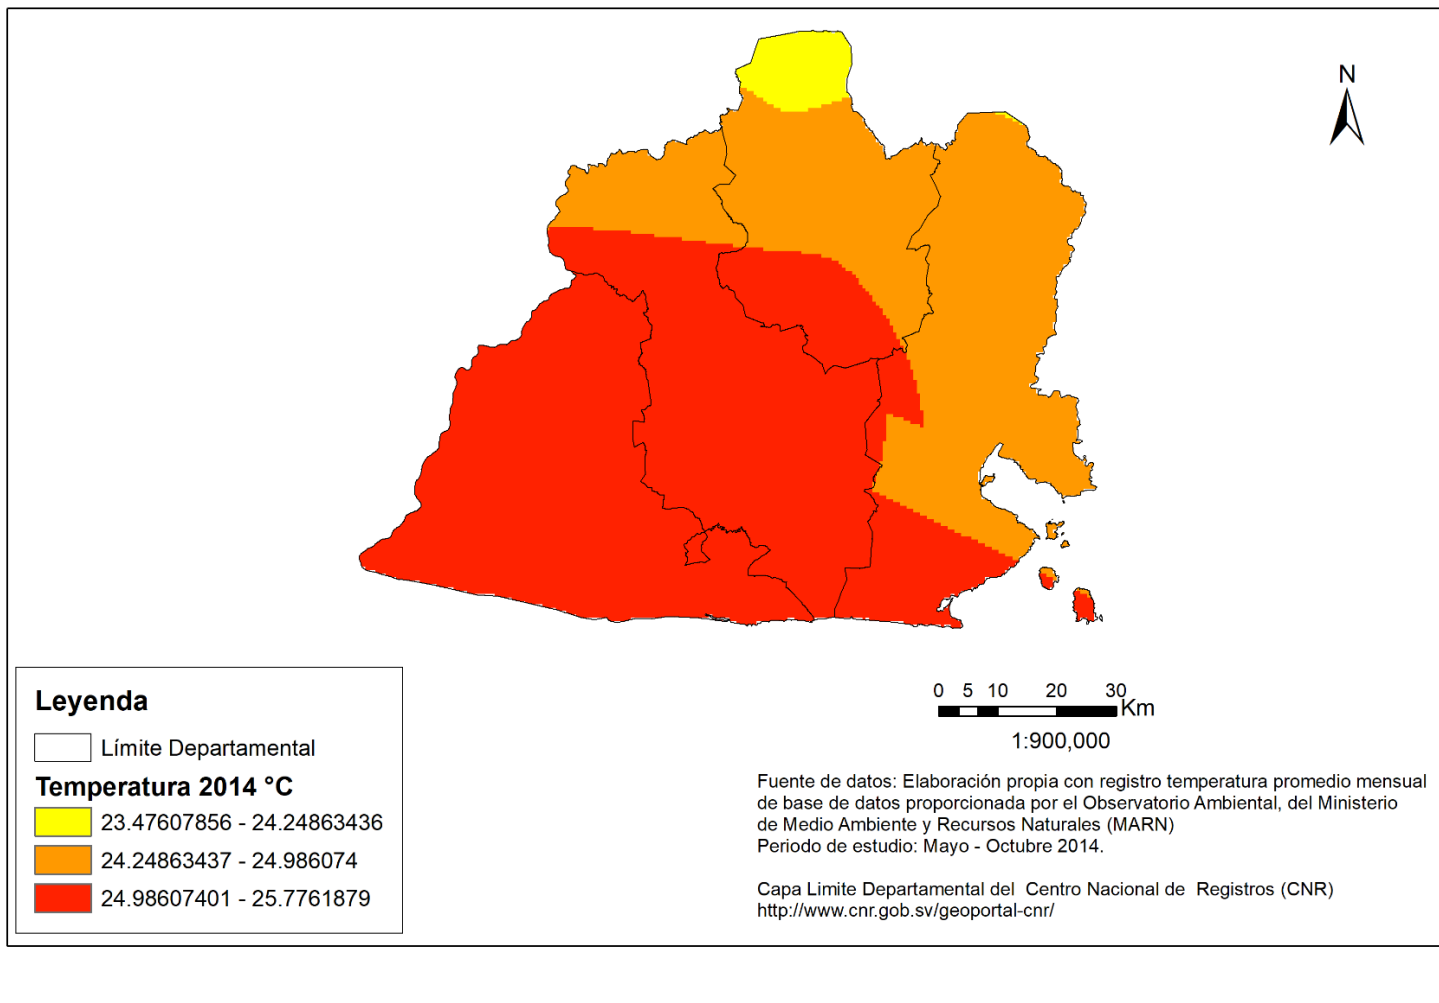 N
0 5 10 20 30
Km
1:900,000
Leyenda
Límite Departamental
Temperatura 2014 °C
23.47607856 - 24.24863436
24.24863437 - 24.986074
24.98607401 - 25.7761879
Fuente de datos: Elaboración propia con registro temperatura promedio mensual
de base de datos proporcionada por el Observatorio Ambiental, del Ministerio
de Medio Ambiente y Recursos Naturales (MARN)
Periodo de estudio: Mayo - Octubre 2014.
Capa Limite Departamental del Centro Nacional de Registros (CNR)
http://www.cnr.gob.sv/geoportal-cnr/